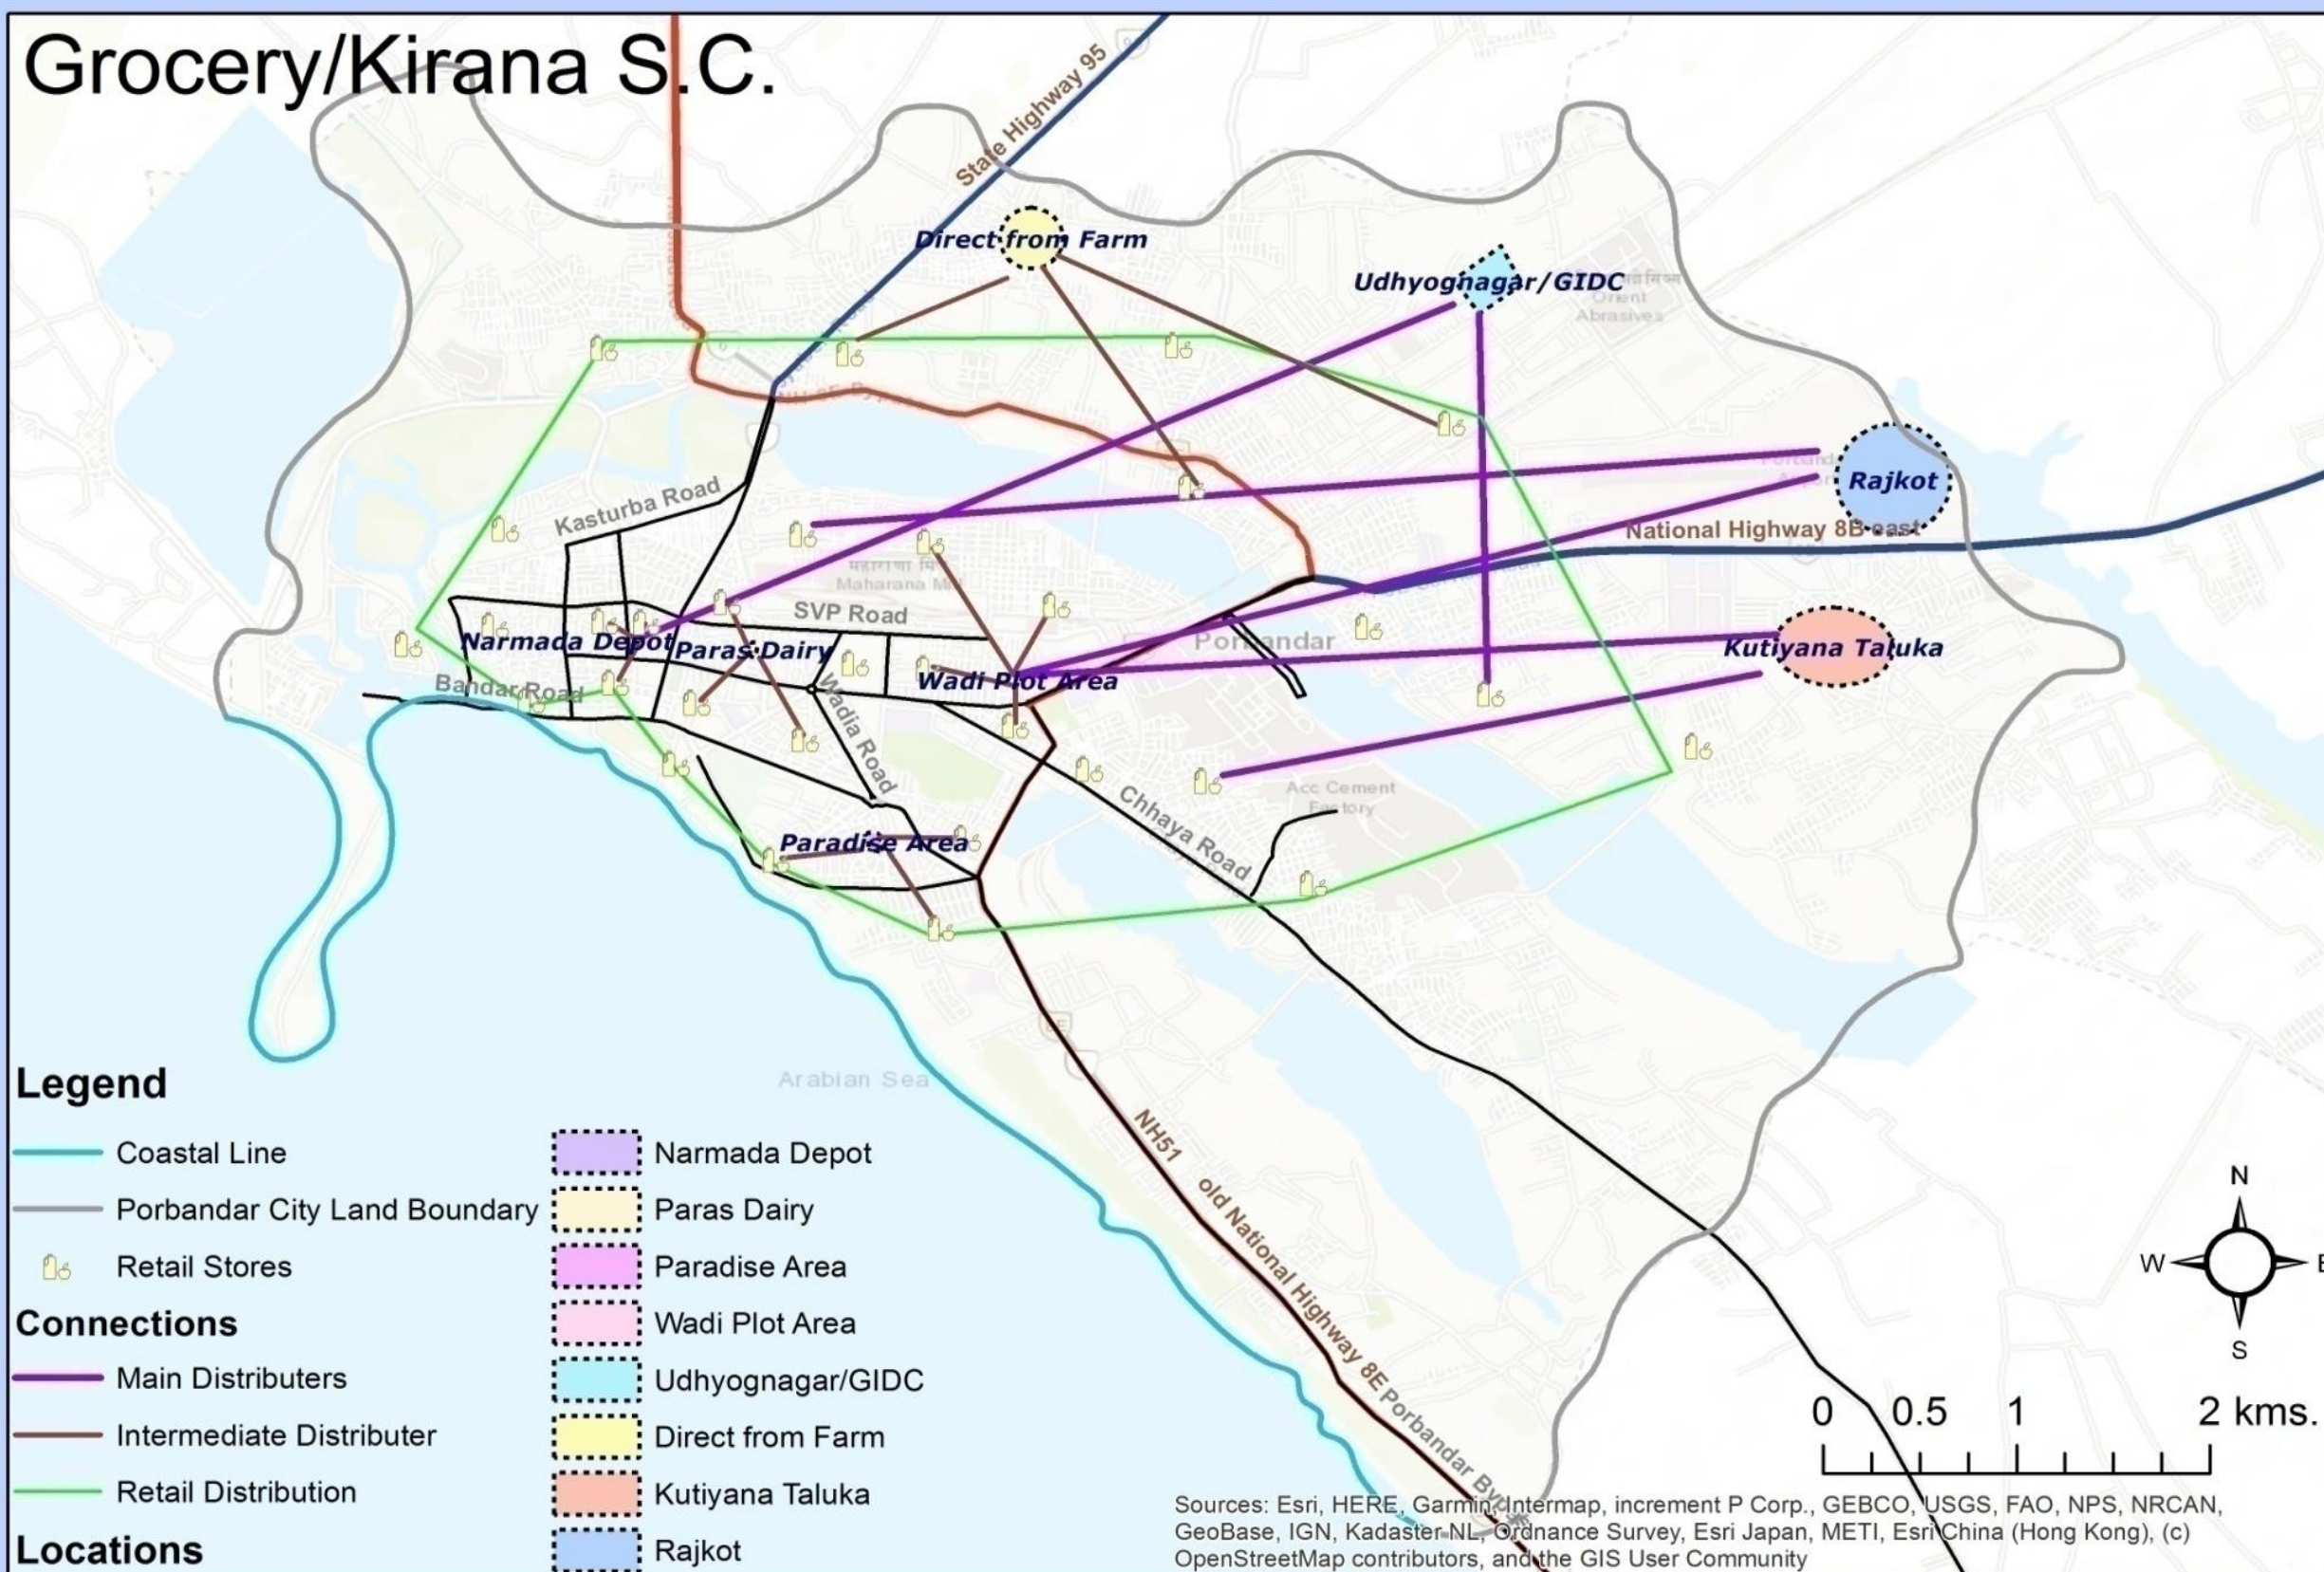 Grocery/Kirana S.C.
State Highway 95
Direct from Farm
Udhyognagar/GIDC
Orient
Abrasives
Rajkot
Kasturba Road
National Highway 8B east
Maharana Mi
SVP Road
Porbandar
Narmada Depot
Paras Dairy
Kutiyana Taluka
Wadi Plot Area
Bandar Road
Wadia Road
Acc Cement
Factory
Chhaya Road
Paradise Area
Arabian Sea
NH51
old National Highway 8E
Porbandar Bypass
Legend
Coastal Line
Porbandar City Land Boundary
Retail Stores
Connections
Main Distributers
Intermediate Distributer
Retail Distribution
Locations
Narmada Depot
Paras Dairy
Paradise Area
Wadi Plot Area
Udhyognagar/GIDC
Direct from Farm
Kutiyana Taluka
Rajkot
N
W
E
S
0 0.5 1 2 kms.
Sources: Esri, HERE, Garmin, Intermap, increment P Corp., GEBCO, USGS, FAO, NPS, NRCAN,
GeoBase, IGN, Kadaster NL, Ordnance Survey, Esri Japan, METI, Esri China (Hong Kong), (c)
OpenStreetMap contributors, and the GIS User Community